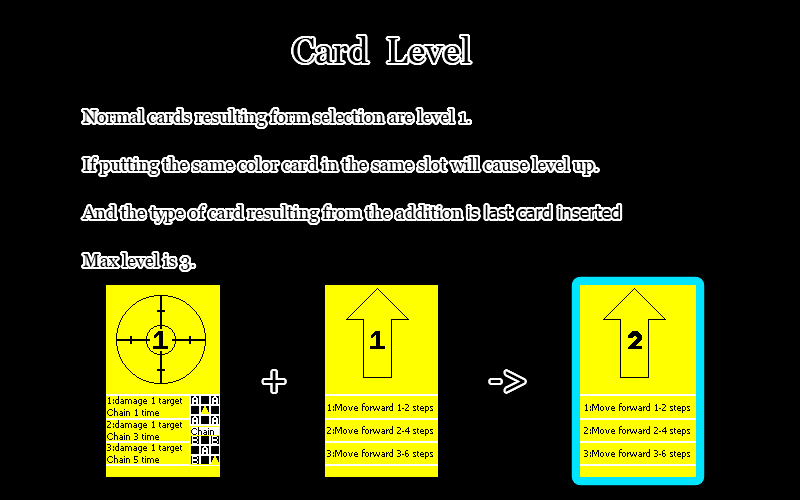 Card Level
Normal cards resulting form selection are level 1.
If putting the same color card in the same slot will cause level up.
And the type of card resulting from the addition is last card inserted
Max level is 3.
1
1:damage 1 target
Chain 1 time
2:damage 1 target
Chain 3 time
3:damage 1 target
Chain 5 time
A A
A A
Chain
B B
A
B B
+
1
1:Move forward 1-2 steps
2:Move forward 2-4 steps
3:Move forward 3-6 steps
->
2
1:Move forward 1-2 steps
2:Move forward 2-4 steps
3:Move forward 3-6 steps